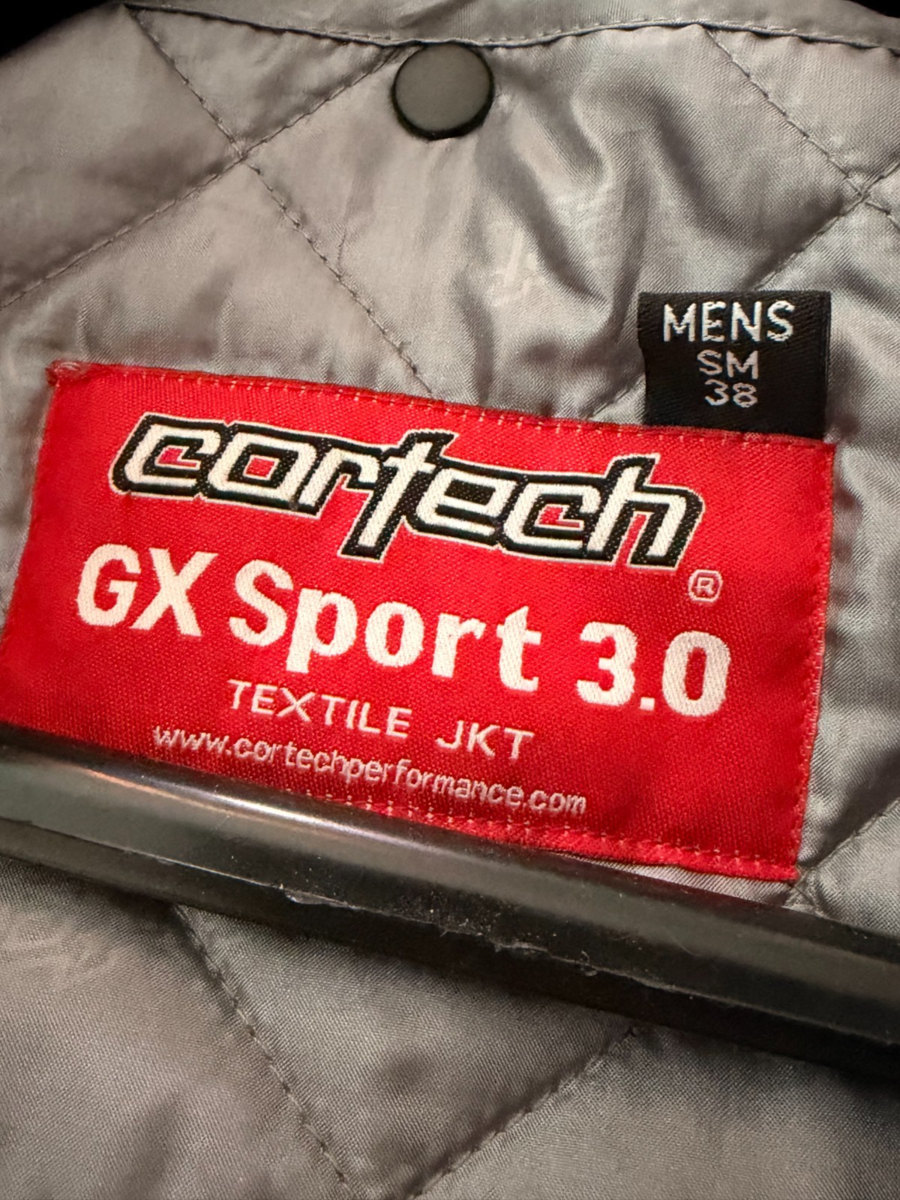 MENS
SM
38
cortech
®
GX Sport 3.0
TEXTILE JKT
www.cortechperformance.com